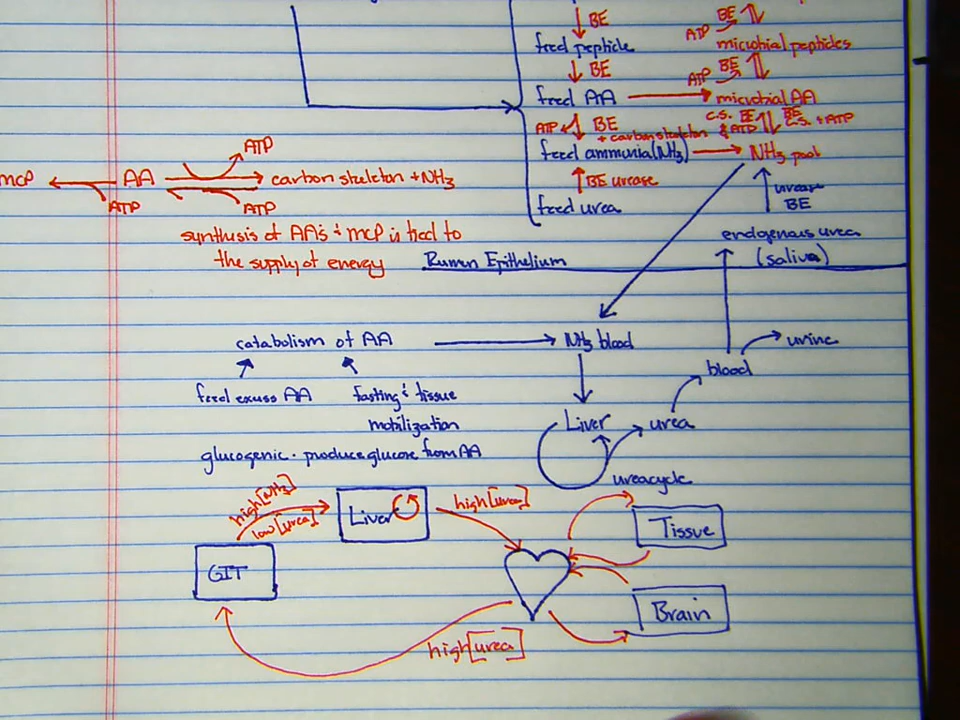 BE
ATP BE
feed peptide
microbial peptides
BE
ATP BE
feed AA
microbial AA
ATP BE
c.s. BE & ATP
BE c.s. + ATP
+ carbon skeleton
feed ammonia (NH3)
NH3 pool
ATP
mcp
AA
carbon skeleton + NH3
BE urease
urease
BE
ATP
ATP
feed urea
synthesis of AA's & mcp is tied to
the supply of energy
endogenous urea
(saliva)
Rumen Epithelium
catabolism of AA
NH3 blood
urine
blood
feed excess AA
fasting & tissue
mobilization
Liver
urea
glucogenic · produce glucose from AA
ureacycle
high [NH3]
low [urea]
Liver
high [urea]
Tissue
GIT
Brain
high [urea]